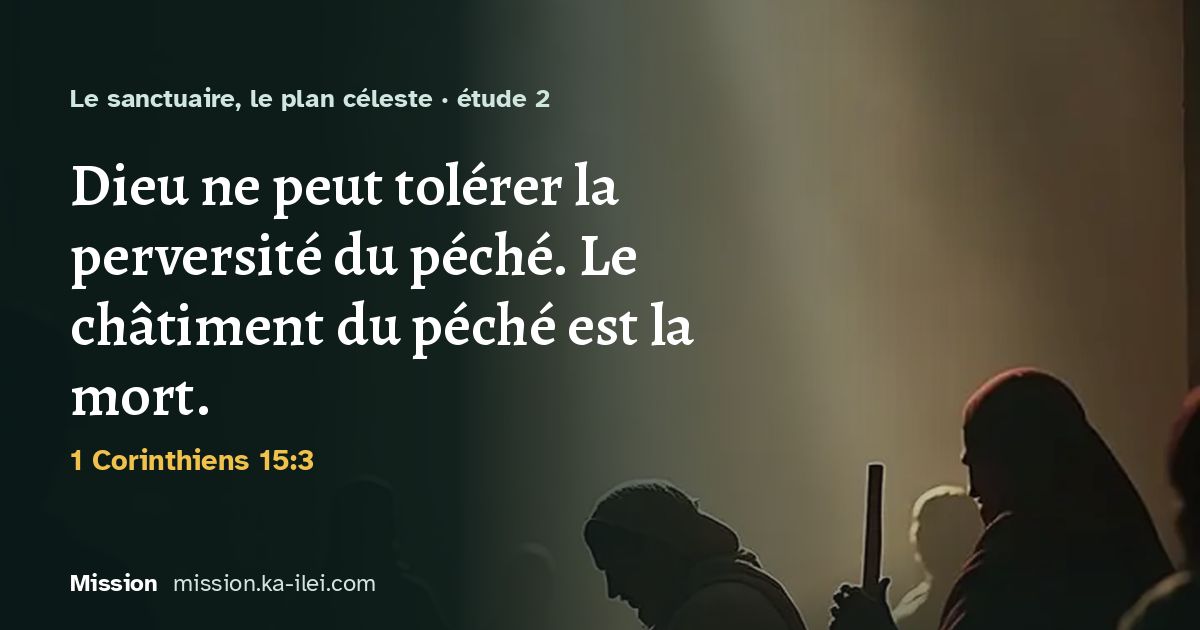 Le sanctuaire, le plan céleste · étude 2
Dieu ne peut tolérer la
perversité du péché. Le
châtiment du péché est la
mort.
1 Corinthiens 15:3
Mission mission.ka-ilei.com